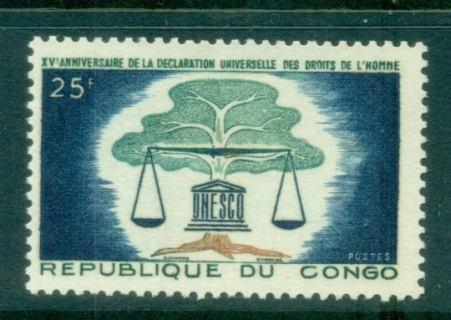 XVᵉ ANNIVERSAIRE DE LA DECLARATION UNIVERSELLE DES DROITS DE L'HOMME
25F
UNESCO
POSTES
REPUBLIQUE DU CONGO